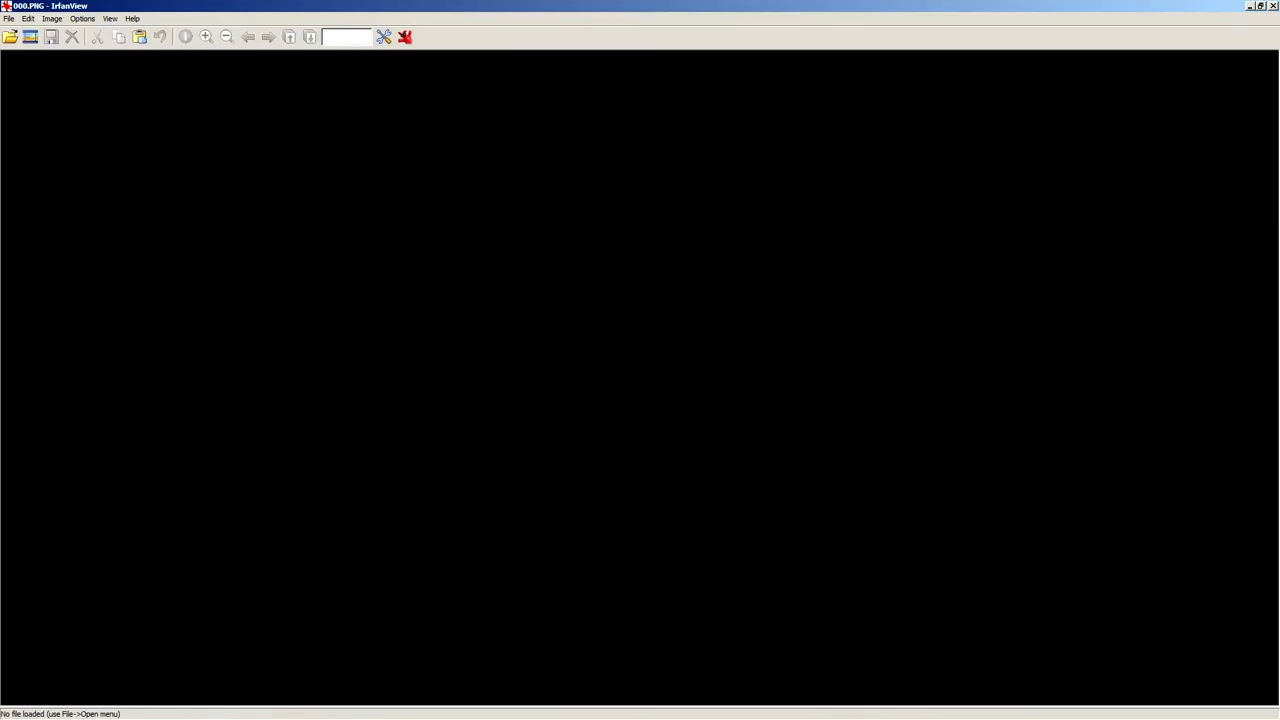 000.PNG - IrfanView
File Edit Image Options View Help
No file loaded (use File->Open menu)